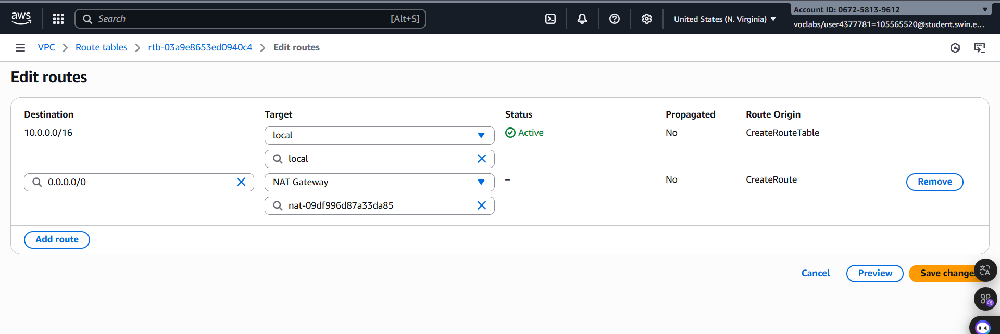 aws
Search [Alt+S]
United States (N. Virginia)
Account ID: 0672-5813-9612
voclabs/user4377781=105565520@student.swin.e...
VPC Route tables rtb-03a9e8653ed0940c4 Edit routes
Edit routes
Destination Target Status Propagated Route Origin
10.0.0.0/16 local Active No CreateRouteTable
local
0.0.0.0/0 NAT Gateway – No CreateRoute Remove
nat-09df996d87a33da85
Add route
Cancel Preview Save change